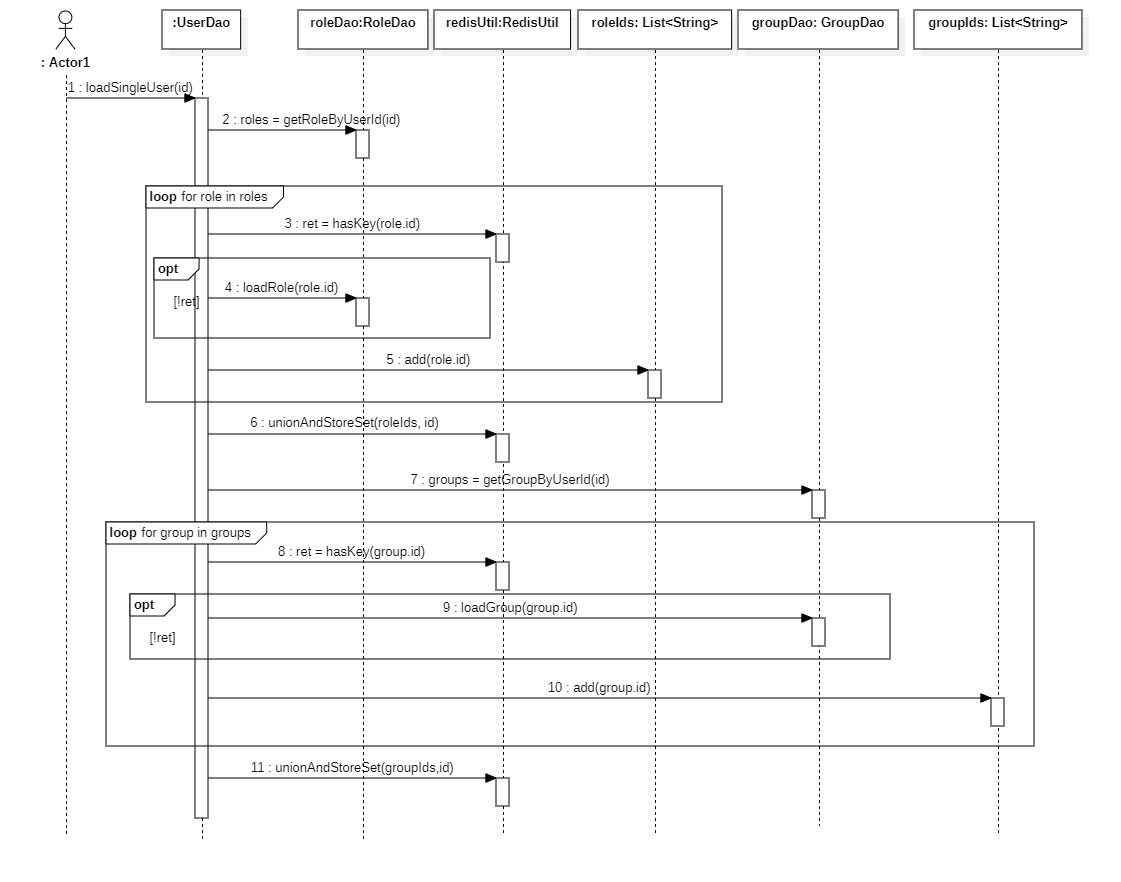 :UserDao
roleDao:RoleDao
redisUtil:RedisUtil
roleIds: List<String>
groupDao: GroupDao
groupIds: List<String>
: Actor1
1 : loadSingleUser(id)
2 : roles = getRoleByUserId(id)
loop for role in roles
3 : ret = hasKey(role.id)
opt
4 : loadRole(role.id)
[!ret]
5 : add(role.id)
6 : unionAndStoreSet(roleIds, id)
7 : groups = getGroupByUserId(id)
loop for group in groups
8 : ret = hasKey(group.id)
opt
9 : loadGroup(group.id)
[!ret]
10 : add(group.id)
11 : unionAndStoreSet(groupIds,id)